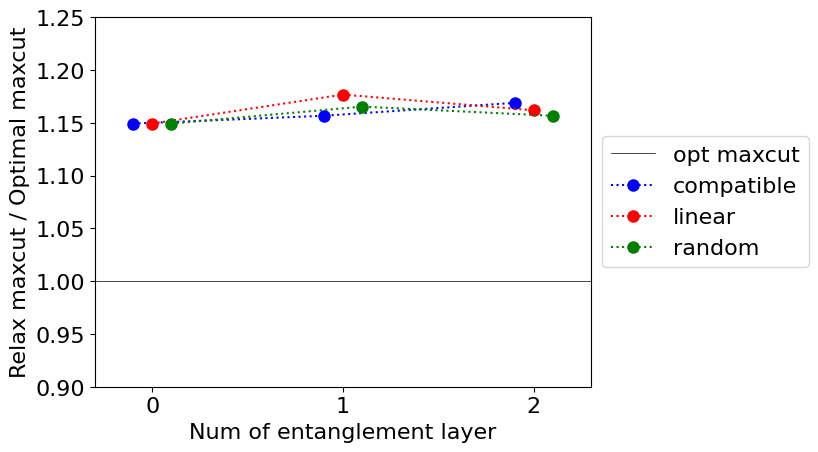 Relax maxcut / Optimal maxcut
1.25
1.20
1.15
1.10
1.05
1.00
0.95
0.90
0
1
2
Num of entanglement layer
opt maxcut
compatible
linear
random